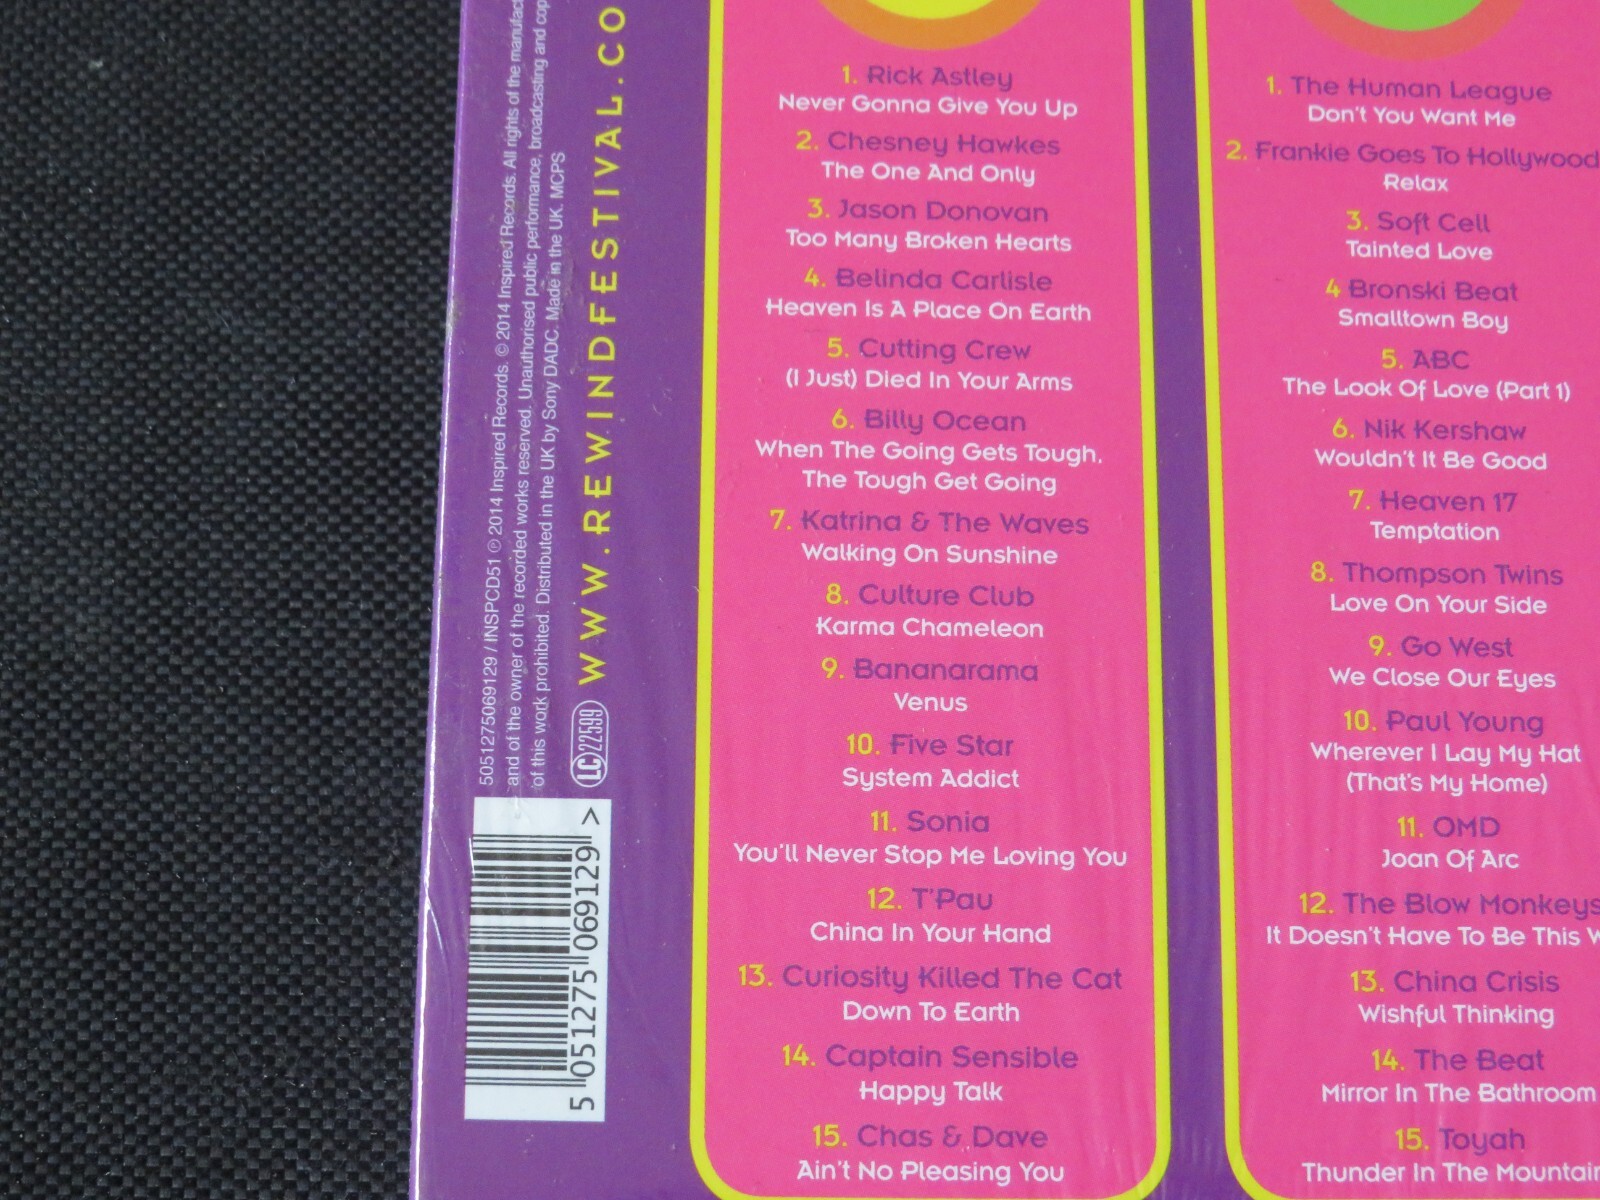 5051275069129 / INSPCD51 ℗ 2014 Inspired Records. © 2014 Inspired Records. All rights of the
and of the owner of the recorded works reserved. Unauthorised public performance, broadcasting and
of this work prohibited. Distributed in the UK by Sony DADC. Made in the UK. MCPS
LC 22599 WWW.REWINDFESTIVAL.CO
5 051275 069129 >
1. Rick Astley
Never Gonna Give You Up
2. Chesney Hawkes
The One And Only
3. Jason Donovan
Too Many Broken Hearts
4. Belinda Carlisle
Heaven Is A Place On Earth
5. Cutting Crew
(I Just) Died In Your Arms
6. Billy Ocean
When The Going Gets Tough,
The Tough Get Going
7. Katrina & The Waves
Walking On Sunshine
8. Culture Club
Karma Chameleon
9. Bananarama
Venus
10. Five Star
System Addict
11. Sonia
You'll Never Stop Me Loving You
12. T'Pau
China In Your Hand
13. Curiosity Killed The Cat
Down To Earth
14. Captain Sensible
Happy Talk
15. Chas & Dave
Ain't No Pleasing You
1. The Human League
Don't You Want Me
2. Frankie Goes To Hollywood
Relax
3. Soft Cell
Tainted Love
4 Bronski Beat
Smalltown Boy
5. ABC
The Look Of Love (Part 1)
6. Nik Kershaw
Wouldn't It Be Good
7. Heaven 17
Temptation
8. Thompson Twins
Love On Your Side
9. Go West
We Close Our Eyes
10. Paul Young
Wherever I Lay My Hat
(That's My Home)
11. OMD
Joan Of Arc
12. The Blow Monkeys
It Doesn't Have To Be This
13. China Crisis
Wishful Thinking
14. The Beat
Mirror In The Bathroom
15. Toyah
Thunder In The